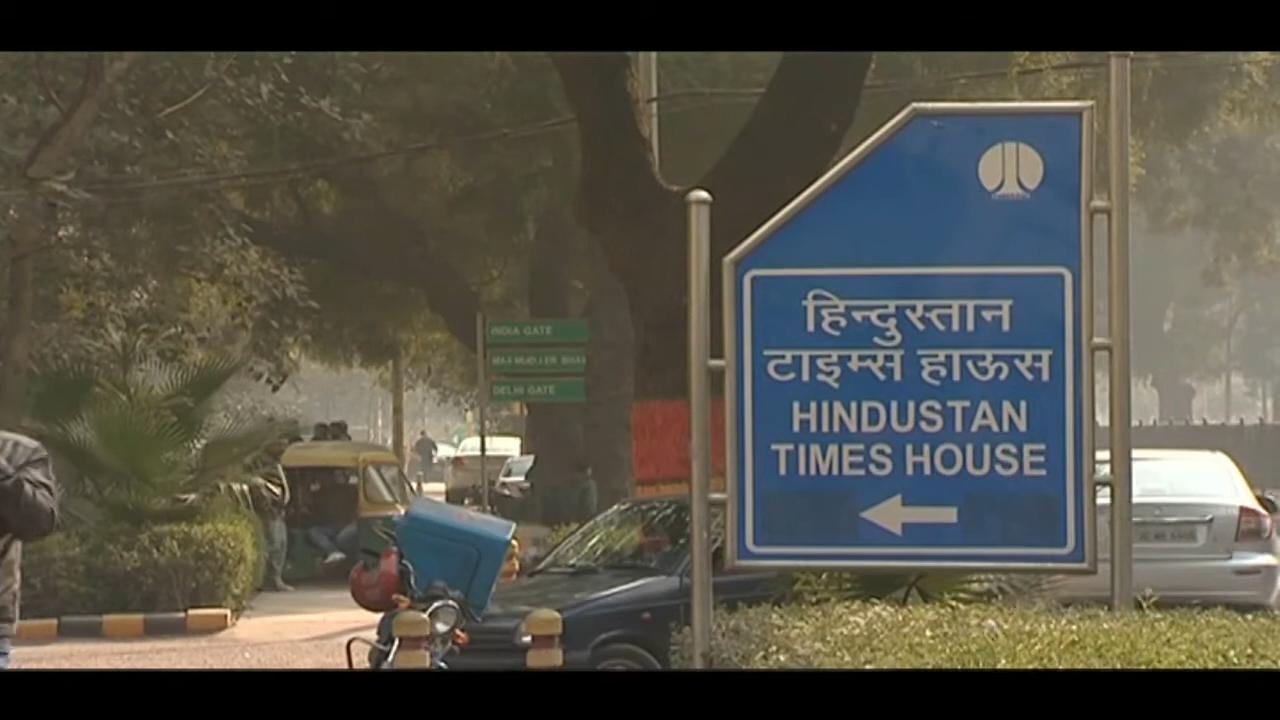 हिन्दुस्तान
टाइम्स हाऊस
HINDUSTAN
TIMES HOUSE
INDIA GATE
DELHI GATE